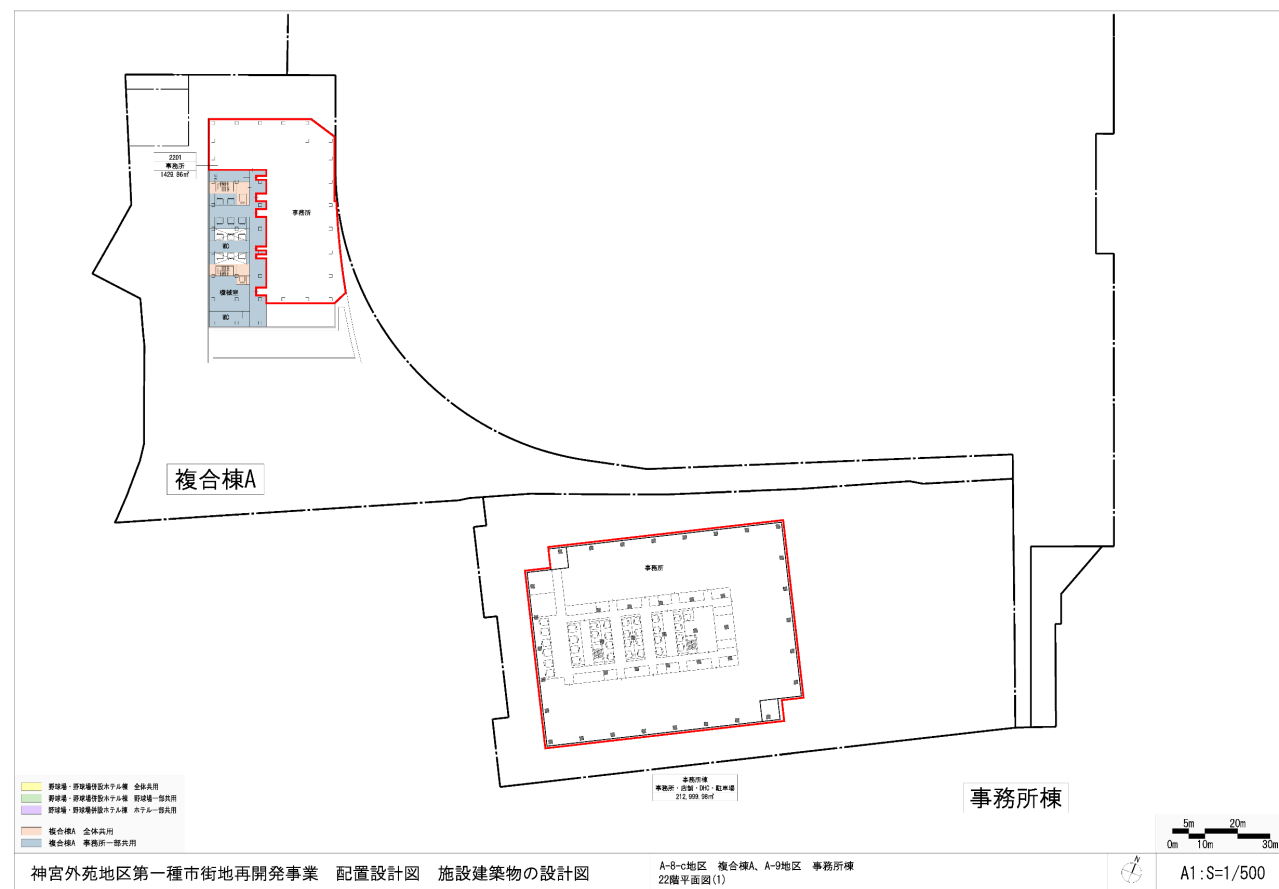 2201
事務所
1429.86㎡
事務所
WC
機械室
WC
複合棟A
事務所
事務所棟
事務所・店舗・DHC・駐車場
212,999.98㎡
事務所棟
野球場・野球場併設ホテル棟 全体共用
野球場・野球場併設ホテル棟 野球場一部共用
野球場・野球場併設ホテル棟 ホテル一部共用
複合棟A 全体共用
複合棟A 事務所一部共用
5m 20m
0m 10m 30m
神宮外苑地区第一種市街地再開発事業 配置設計図 施設建築物の設計図
A-8-c地区 複合棟A、A-9地区 事務所棟
22階平面図(1)
N
A1:S=1/500